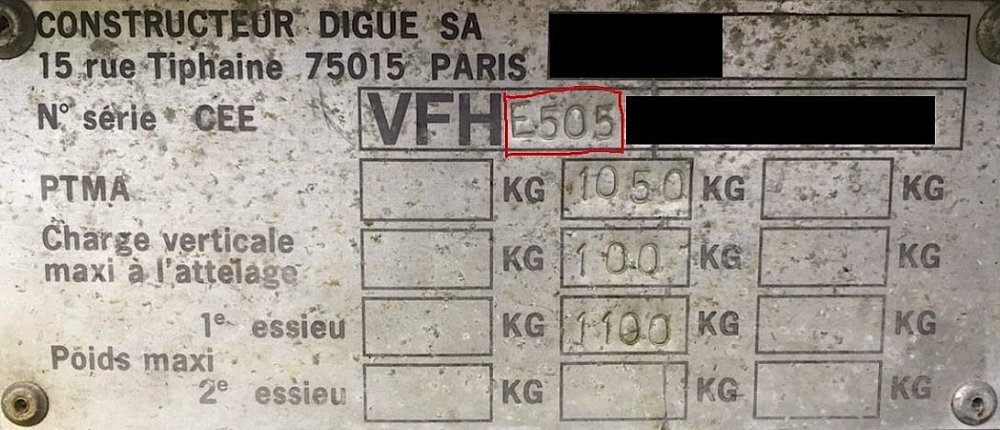 CONSTRUCTEUR DIGUE SA
15 rue Tiphaine 75015 PARIS
N° série CEE VFH E505
PTMA KG 1050 KG KG
Charge verticale
maxi à l'attelage KG 100 KG KG
1e essieu KG 1100 KG KG
Poids maxi
2e essieu KG KG KG